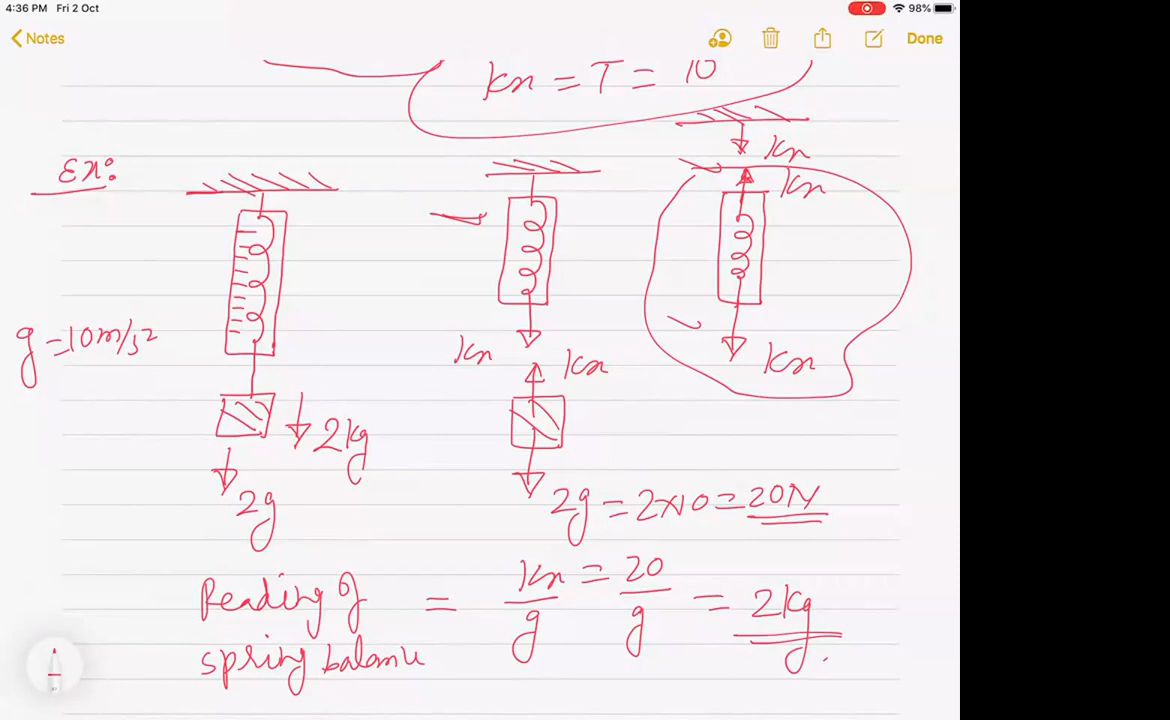 4:36 PM Fri 2 Oct
98%
Notes
Done
kx = T = 10
Ex:
kx
kx
g = 10 m/s²
kx
kx
kx
2kg
2g
2g = 2×10 = 20N
Reading of spring balance = kx/g = 20/g = 2kg